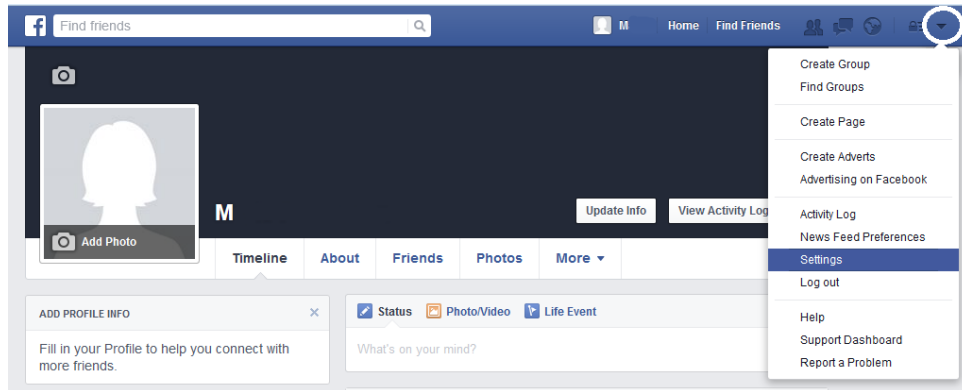 f Find friends M Home Find Friends
Create Group
Find Groups
Create Page
Create Adverts
Advertising on Facebook
Activity Log
News Feed Preferences
Settings
Log out
Help
Support Dashboard
Report a Problem
M
Update Info View Activity Log
Add Photo
Timeline About Friends Photos More
ADD PROFILE INFO
Fill in your Profile to help you connect with
more friends.
Status Photo/Video Life Event
What's on your mind?